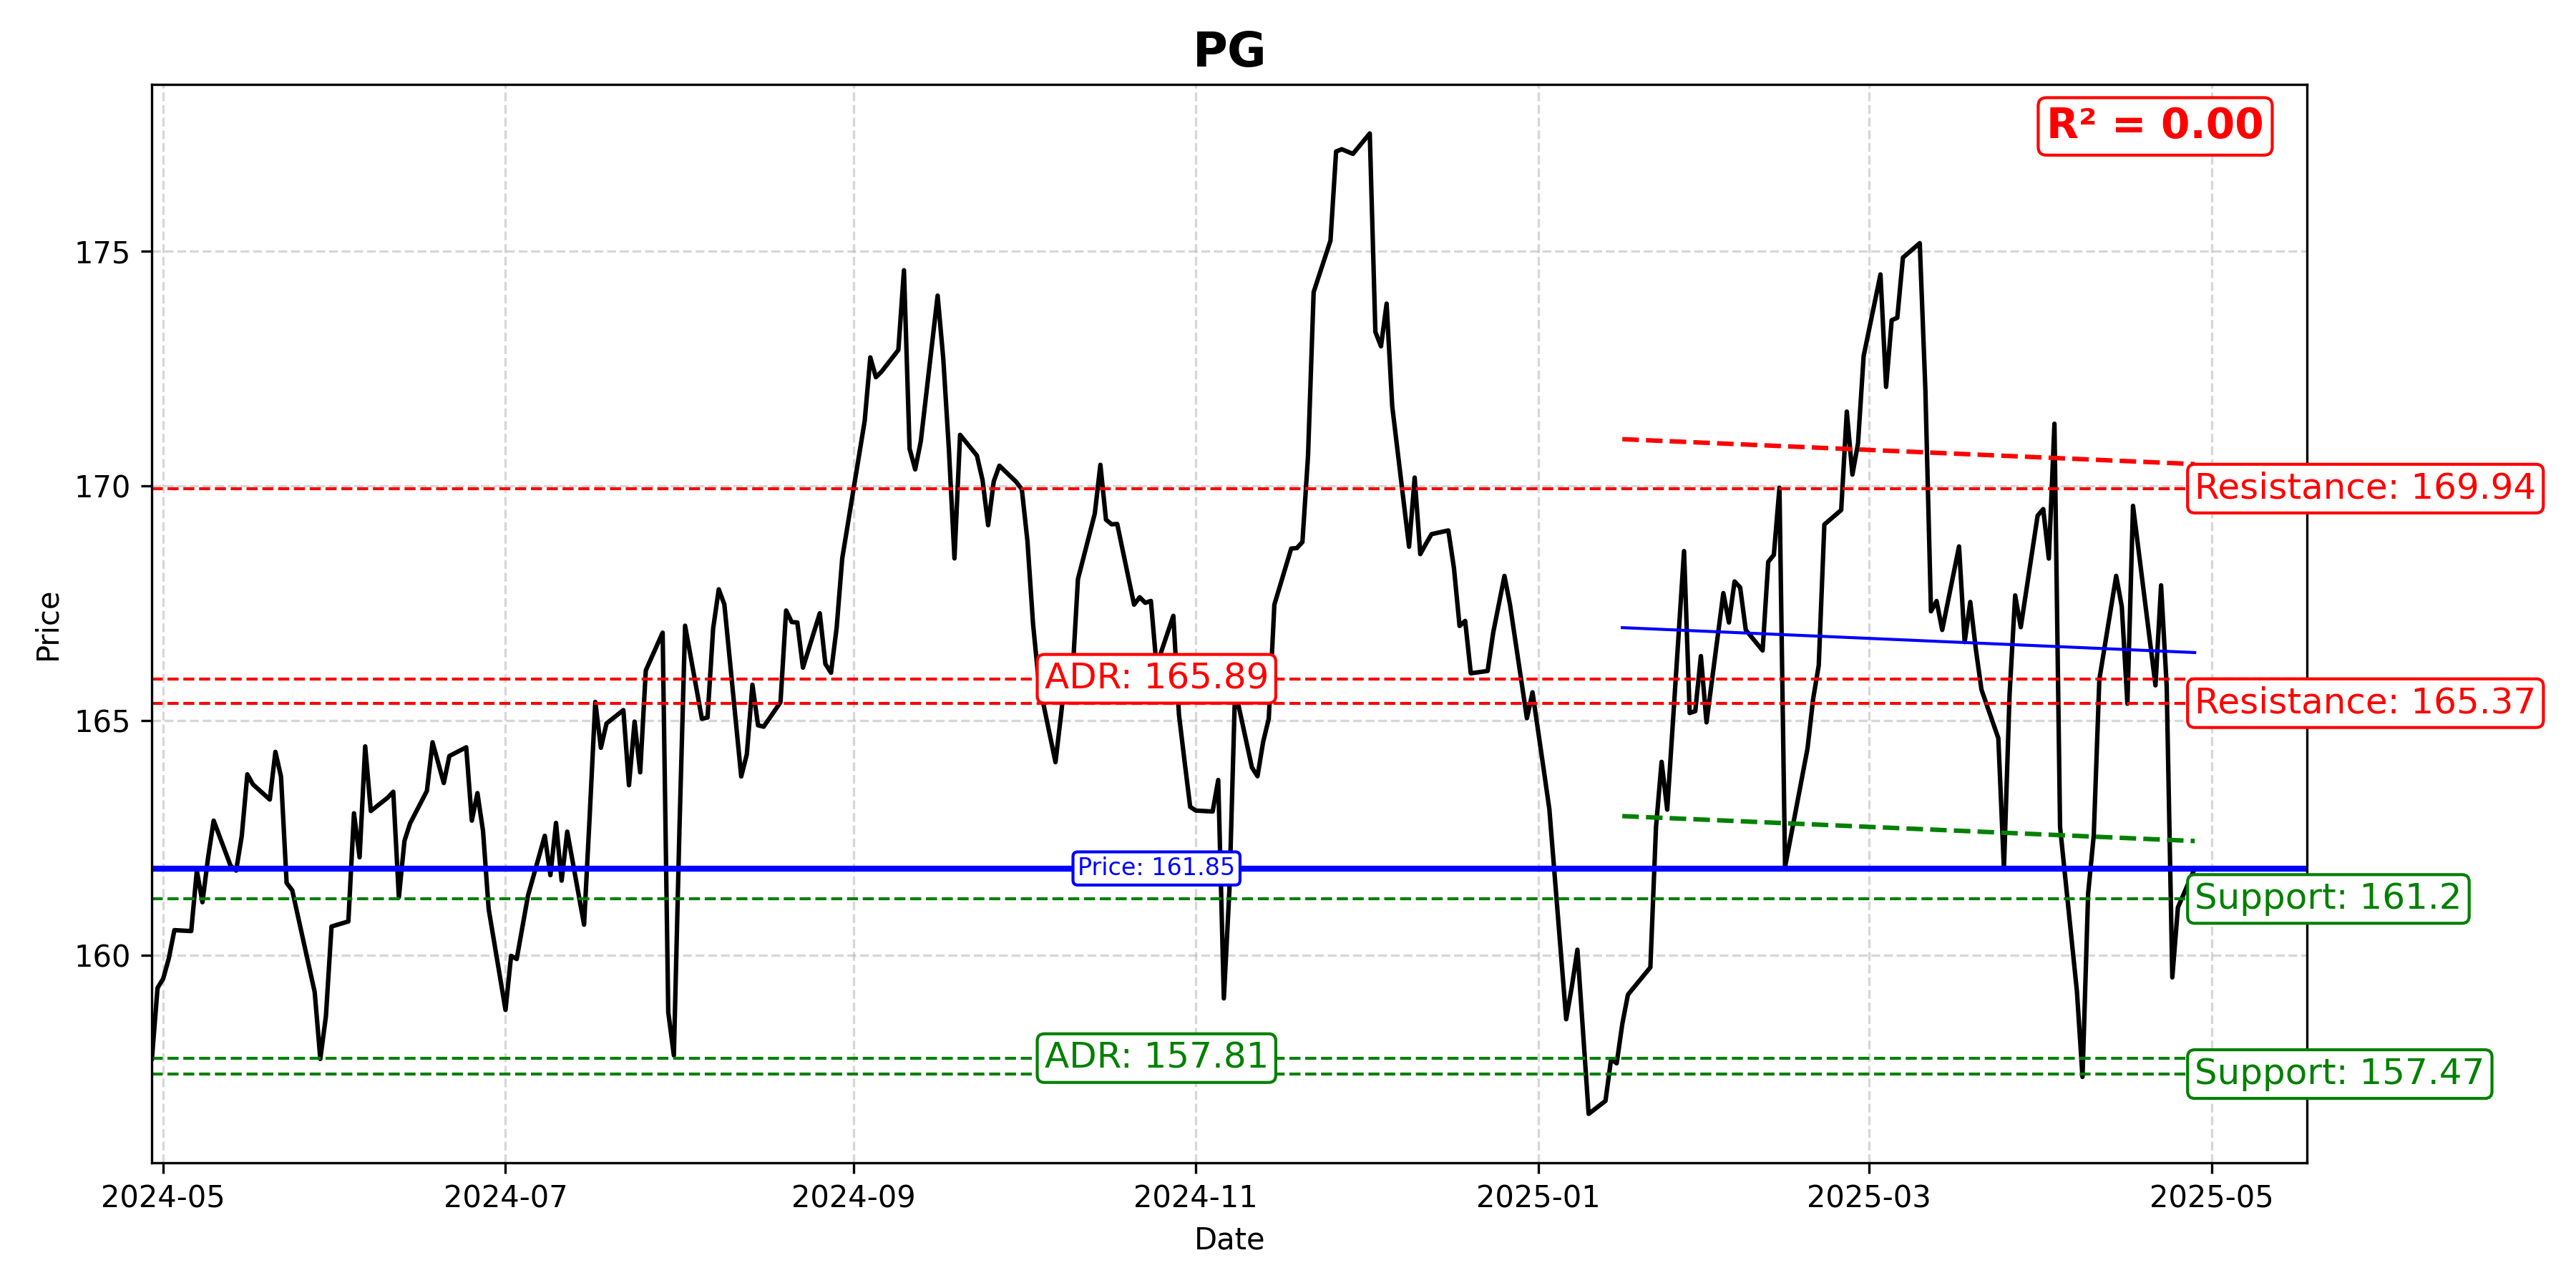 PG
R² = 0.00
175
170
165
160
Price
Resistance: 169.94
ADR: 165.89
Resistance: 165.37
Price: 161.85
Support: 161.2
ADR: 157.81
Support: 157.47
2024-05
2024-07
2024-09
2024-11
2025-01
2025-03
2025-05
Date